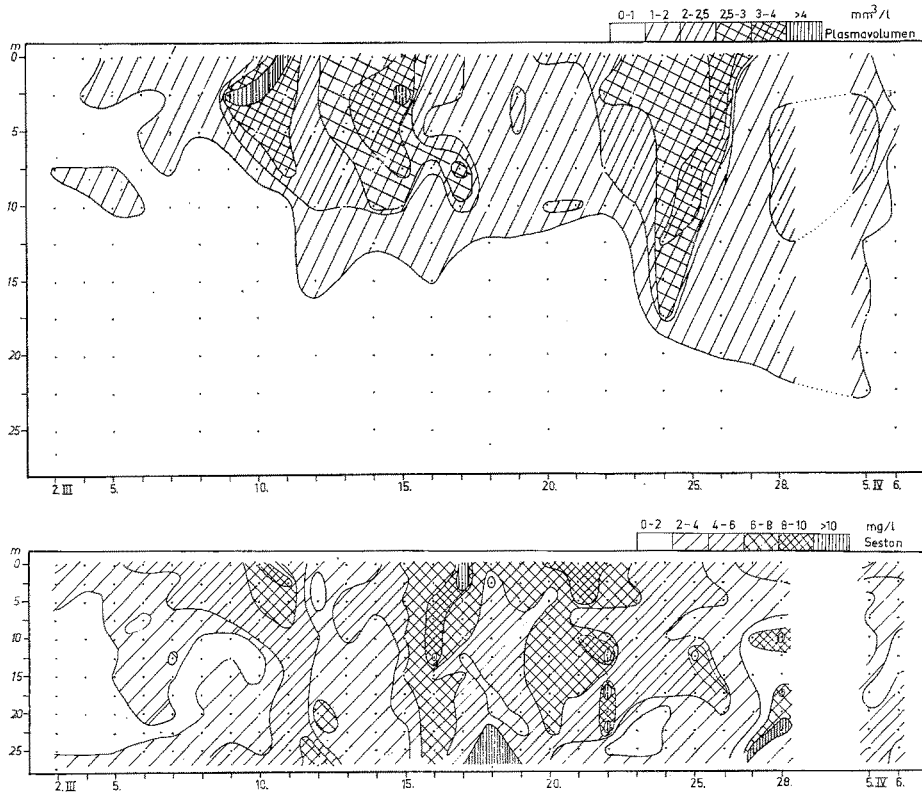 0-1 1-2 2-2,5 2,5-3 3-4 >4 mm³/l
Plasmavolumen
m
0
5
10
15
20
25
2. III 5. 10. 15. 20. 28. 5. IV 6.
0-2 2-4 4-6 6-8 8-10 >10 mg/l
Seston
m
0
5
10
15
20
25
2. III 5. 10. 15. 20. 28. 5. IV 6.